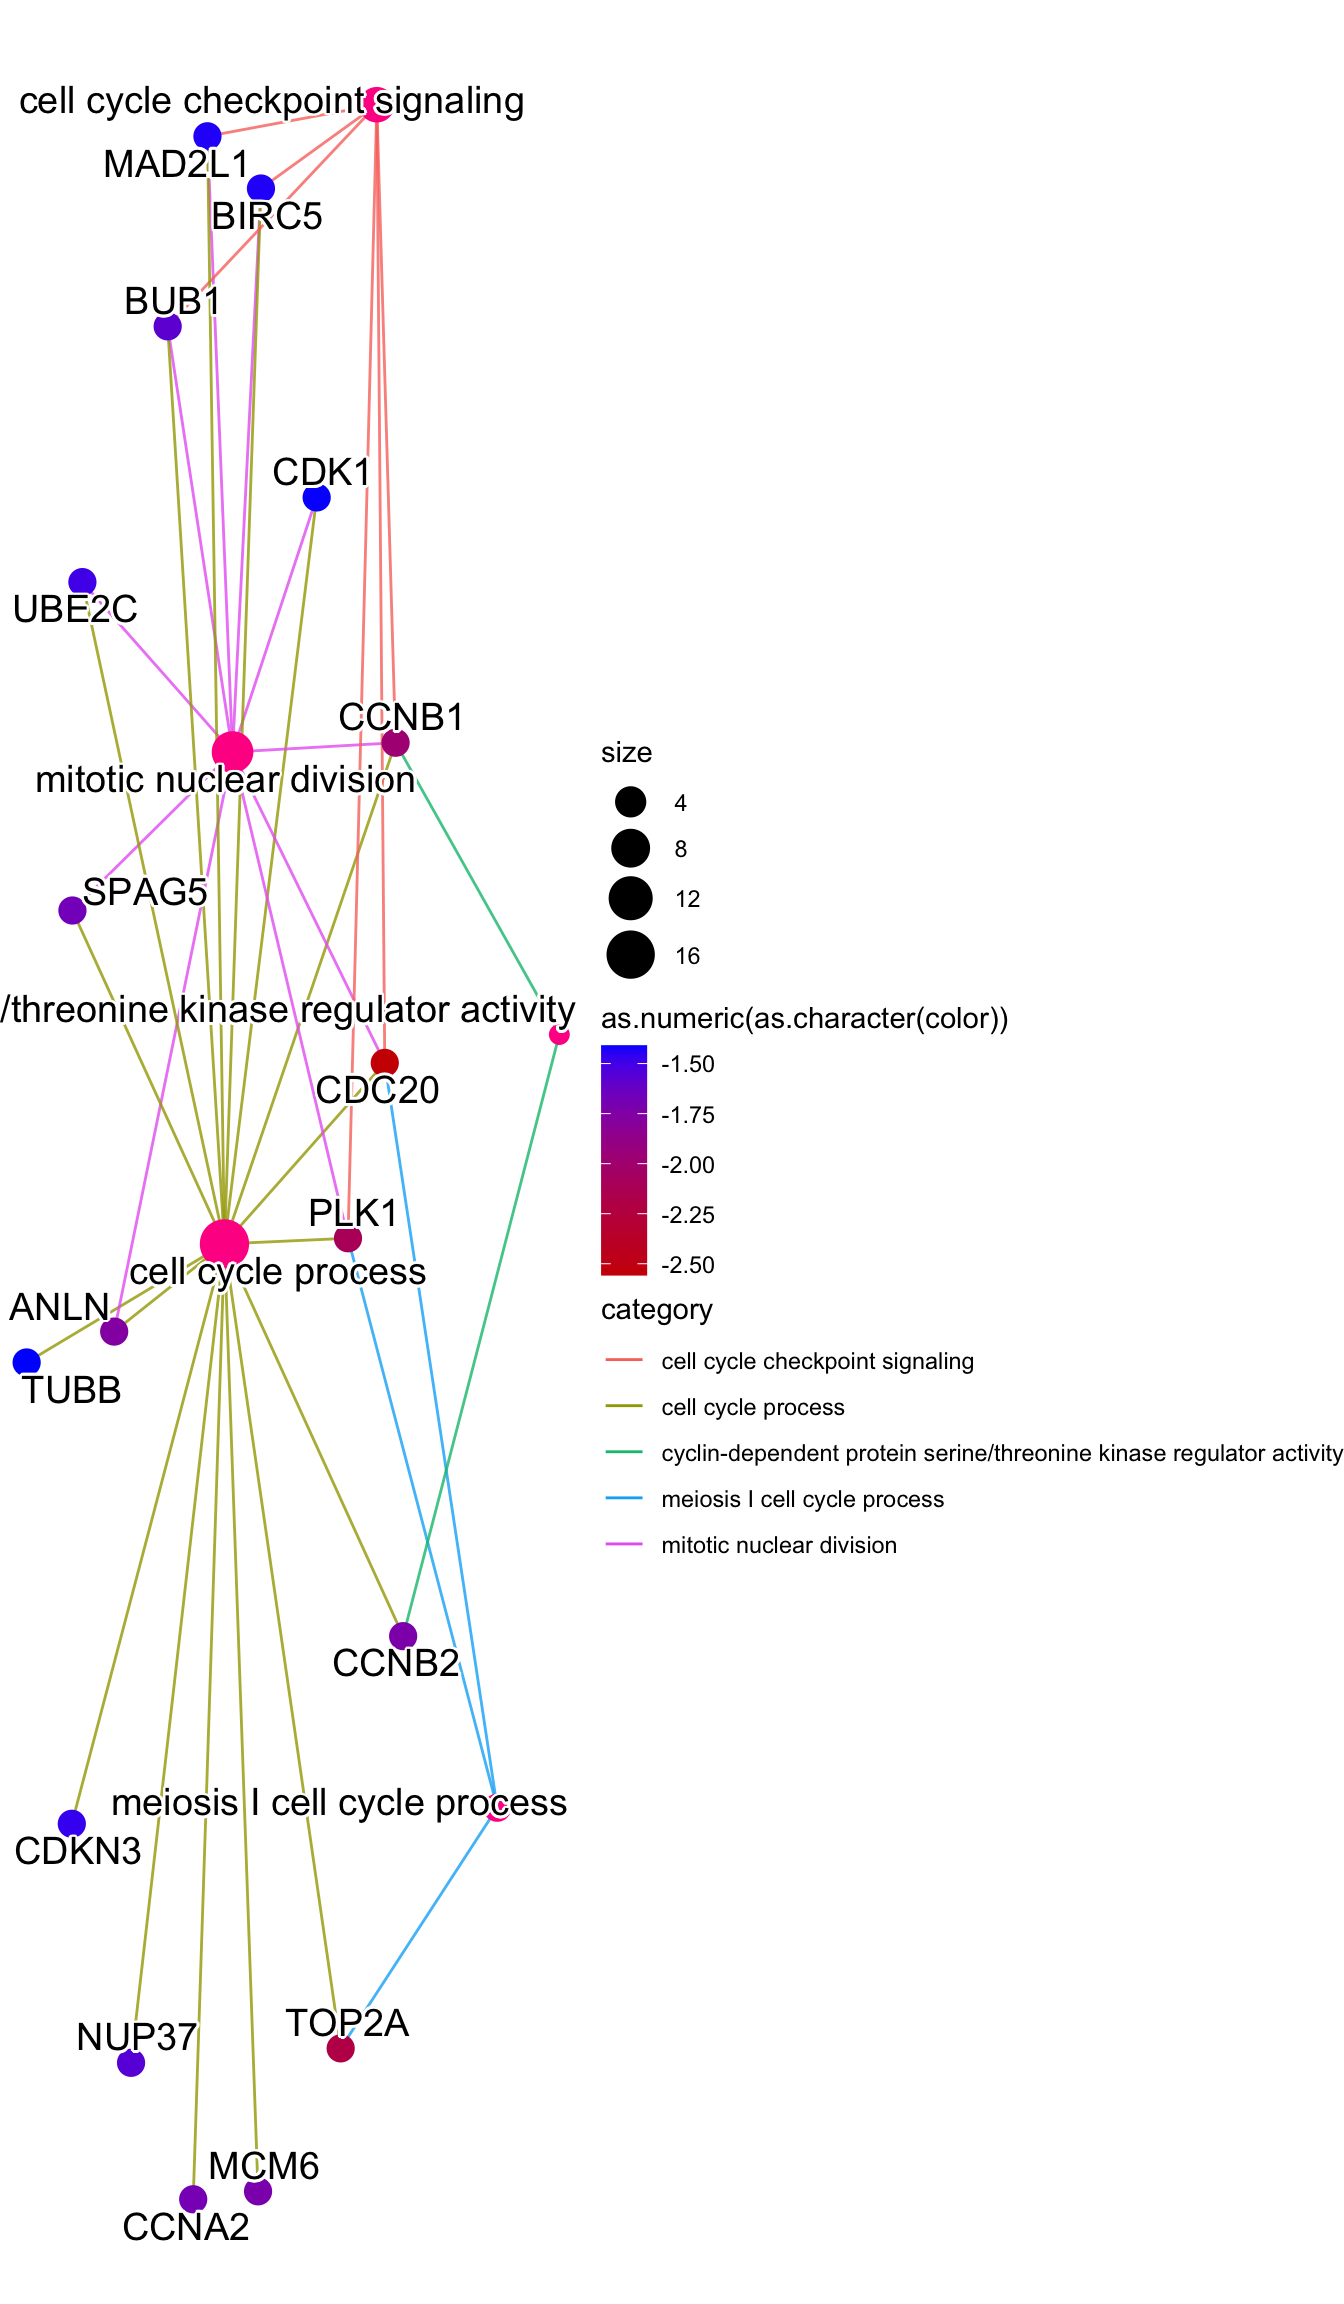 cell cycle checkpoint signaling
MAD2L1
BIRC5
BUB1
CDK1
UBE2C
CCNB1
mitotic nuclear division
SPAG5
/threonine kinase regulator activity
CDC20
PLK1
cell cycle process
ANLN
TUBB
CCNB2
meiosis I cell cycle process
CDKN3
TOP2A
NUP37
MCM6
CCNA2
size
4
8
12
16
as.numeric(as.character(color))
-1.50
-1.75
-2.00
-2.25
-2.50
category
cell cycle checkpoint signaling
cell cycle process
cyclin-dependent protein serine/threonine kinase regulator activity
meiosis I cell cycle process
mitotic nuclear division